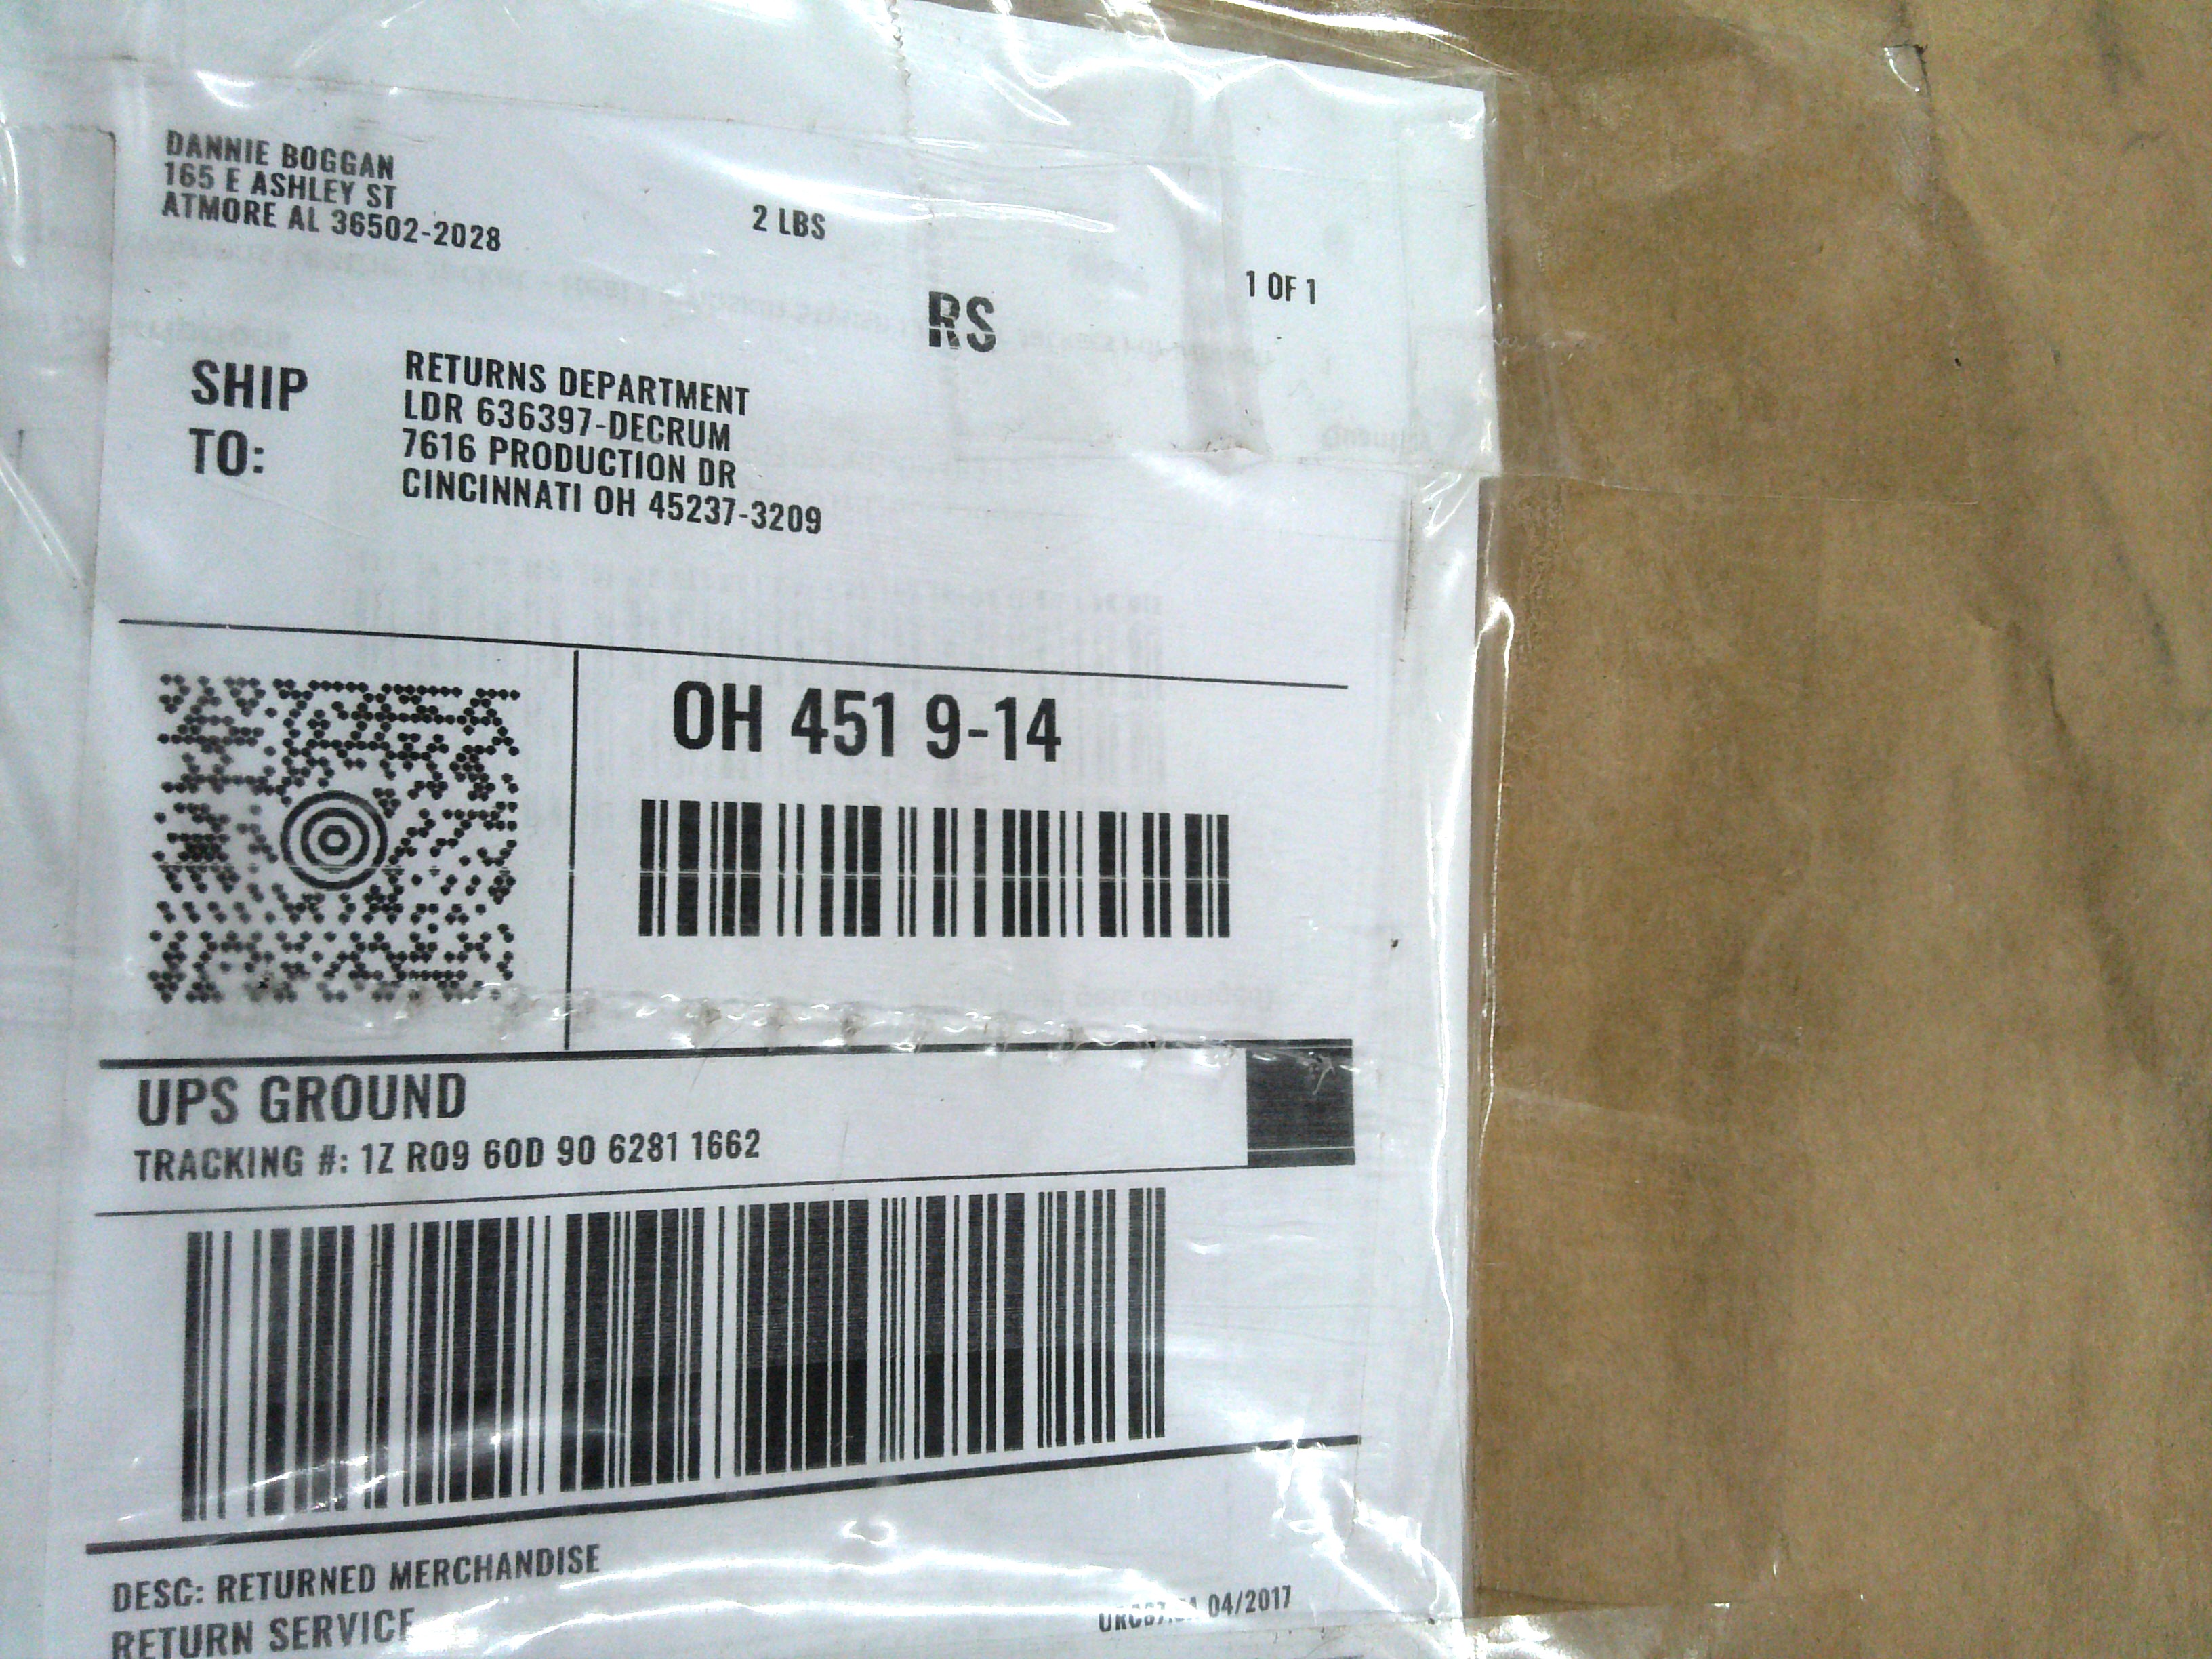 DANNIE BOGGAN
165 E ASHLEY ST
ATMORE AL 36502-2028
2 LBS
1 OF 1
RS
SHIP TO:
RETURNS DEPARTMENT
LDR 636397-DECRUM
7616 PRODUCTION DR
CINCINNATI OH 45237-3209
OH 451 9-14
UPS GROUND
TRACKING #: 1Z R09 60D 90 6281 1662
DESC: RETURNED MERCHANDISE
RETURN SERVICE
04/2017